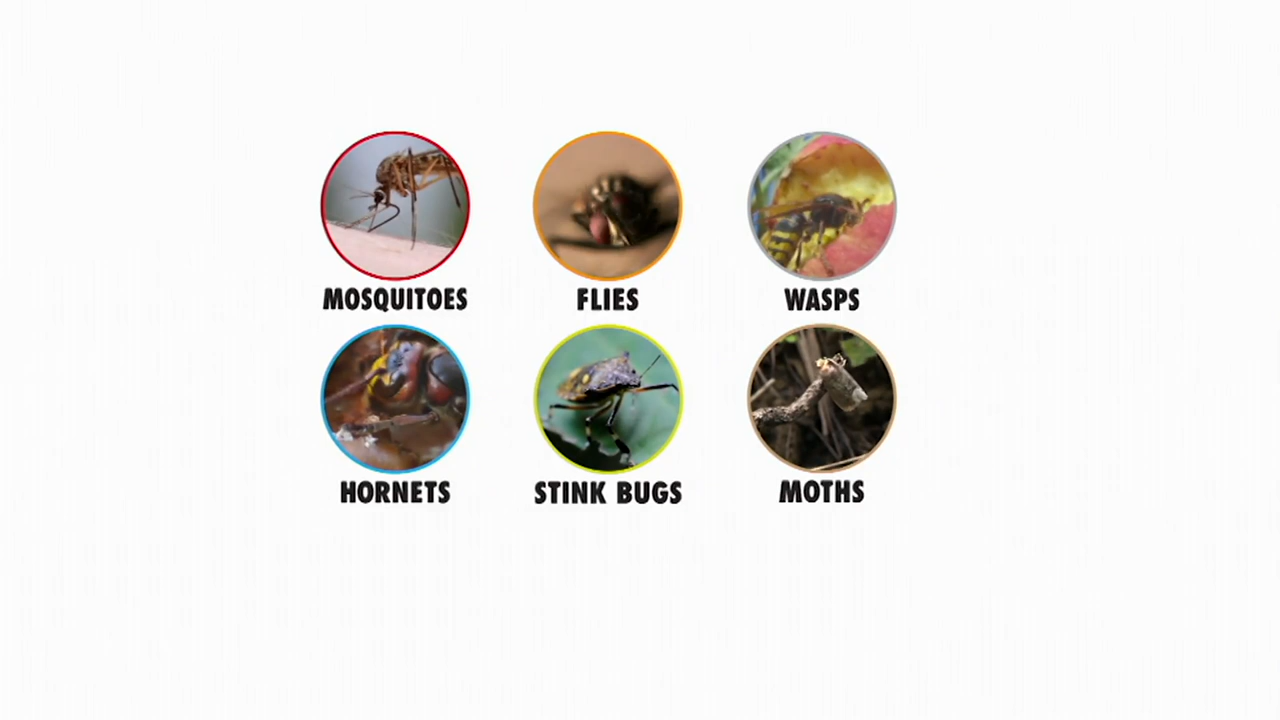 MOSQUITOES
FLIES
WASPS
HORNETS
STINK BUGS
MOTHS